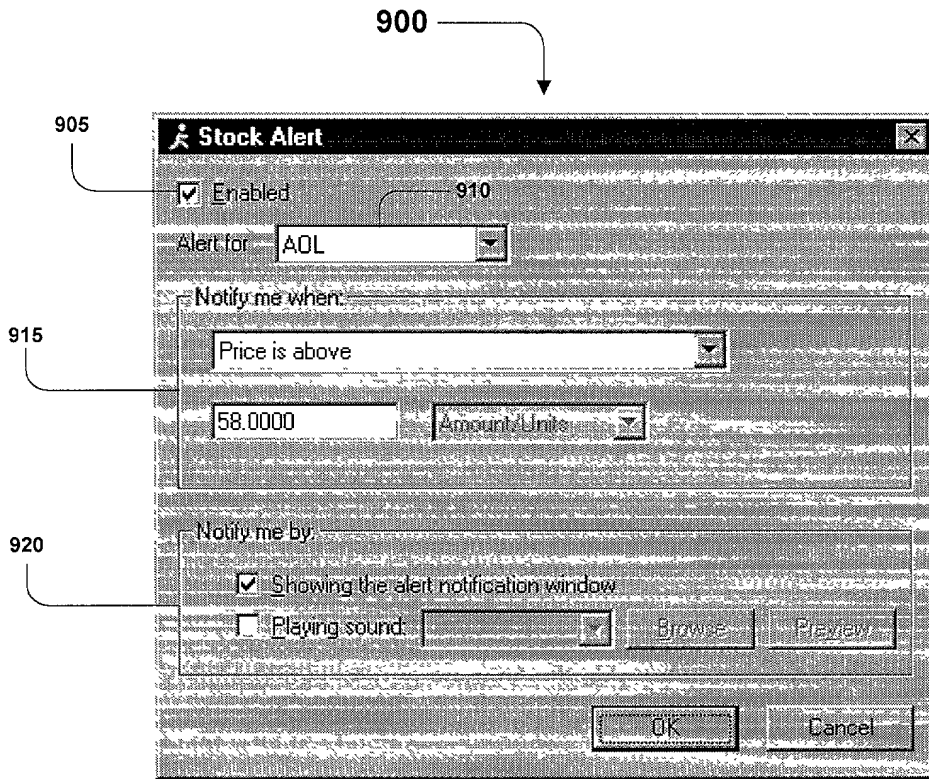 900
905
Stock Alert
Enabled
910
Alert for AOL
Notify me when:
915
Price is above
58.0000 Amount/Units
920
Notify me by:
Showing the alert notification window
Playing sound: Browse Preview
OK Cancel